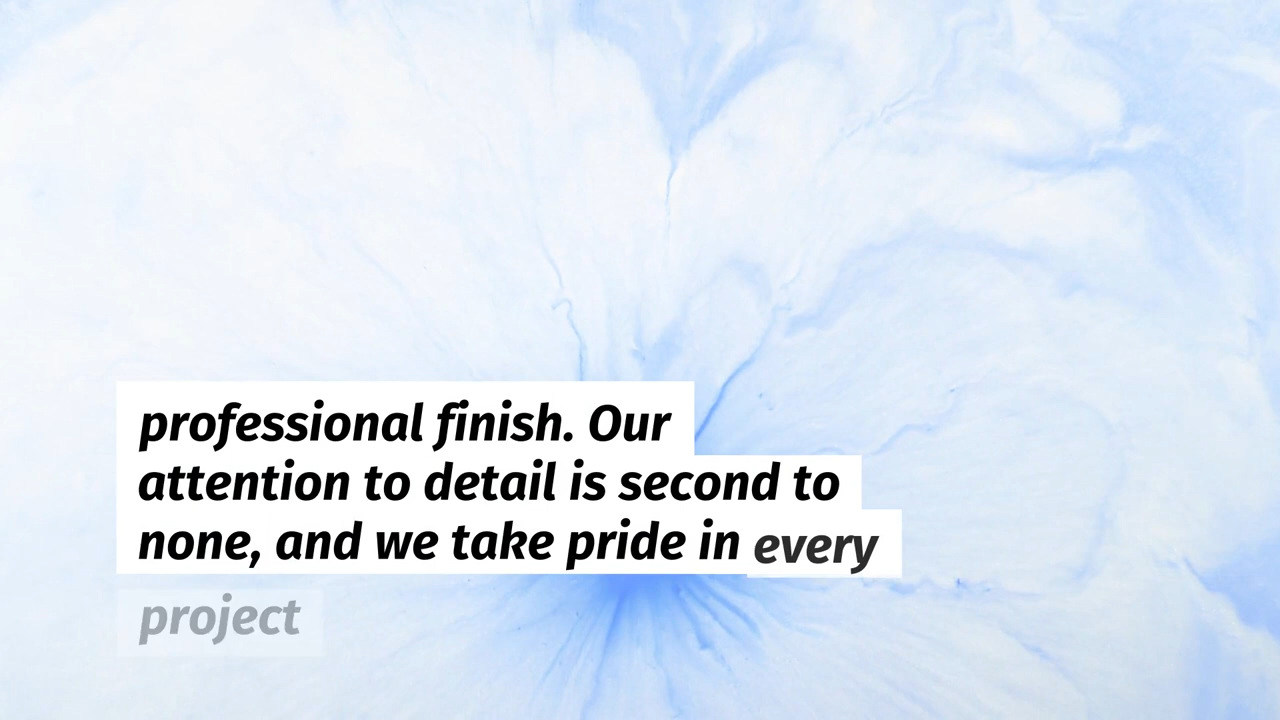 professional finish. Our
attention to detail is second to
none, and we take pride in every
project